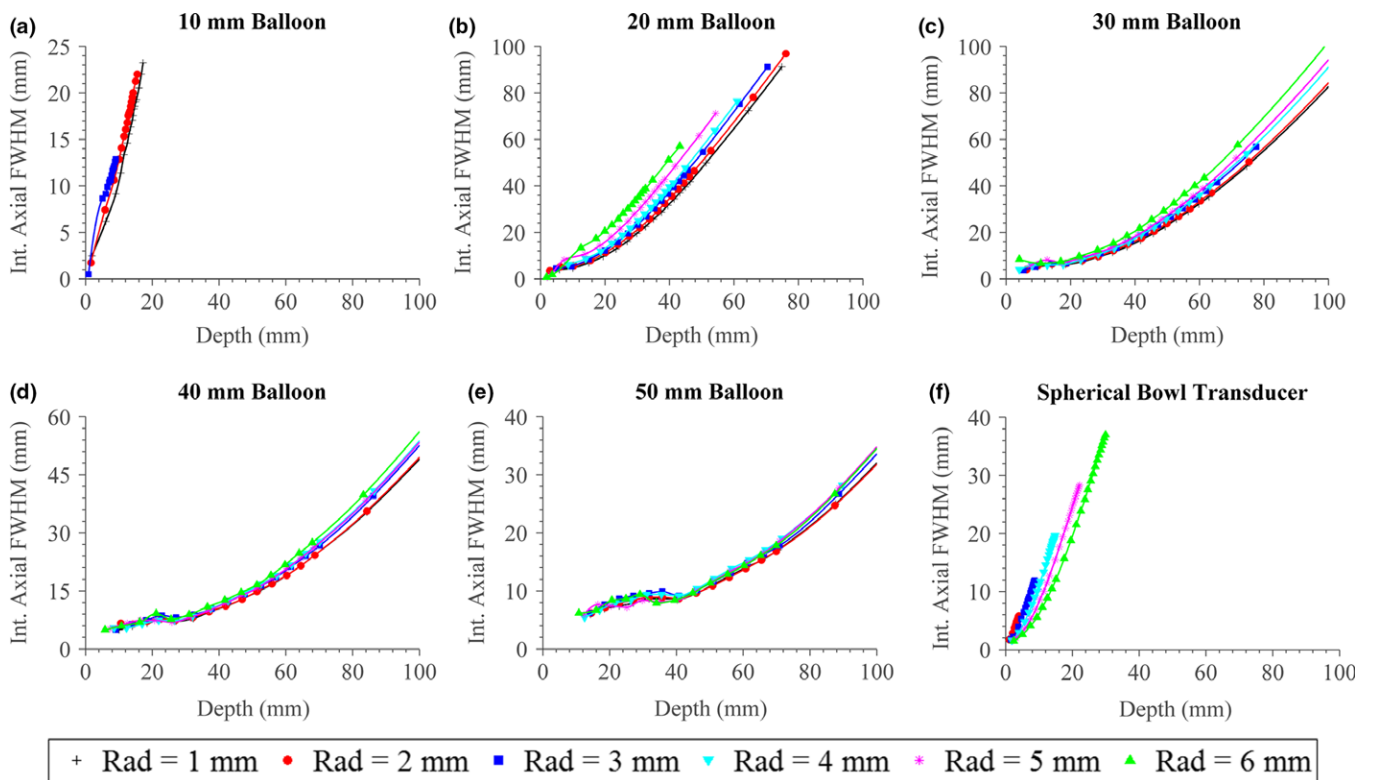 (a) 10 mm Balloon
Int. Axial FWHM (mm)
25
20
15
10
5
0
0 20 40 60 80 100
Depth (mm)
(b) 20 mm Balloon
Int. Axial FWHM (mm)
100
80
60
40
20
0
0 20 40 60 80 100
Depth (mm)
(c) 30 mm Balloon
Int. Axial FWHM (mm)
100
80
60
40
20
0
0 20 40 60 80 100
Depth (mm)
(d) 40 mm Balloon
Int. Axial FWHM (mm)
60
45
30
15
0
0 20 40 60 80 100
Depth (mm)
(e) 50 mm Balloon
Int. Axial FWHM (mm)
40
30
20
10
0
0 20 40 60 80 100
Depth (mm)
(f) Spherical Bowl Transducer
Int. Axial FWHM (mm)
40
30
20
10
0
0 20 40 60 80 100
Depth (mm)
Rad = 1 mm Rad = 2 mm Rad = 3 mm Rad = 4 mm Rad = 5 mm Rad = 6 mm